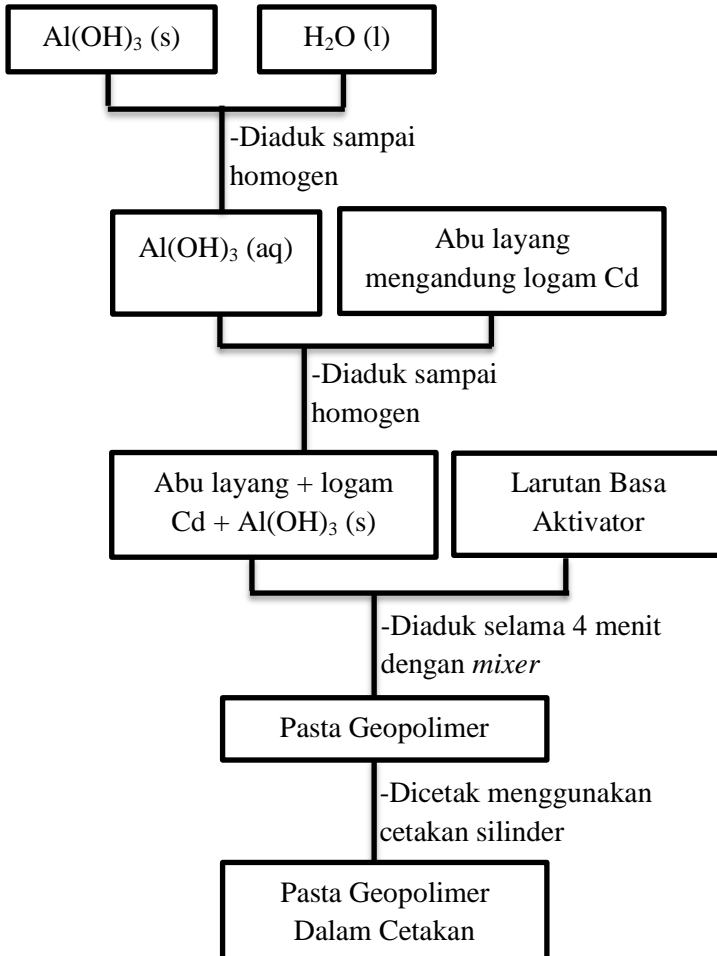 Al(OH)₃ (s)
H₂O (l)
-Diaduk sampai
homogen
Al(OH)₃ (aq)
Abu layang
mengandung logam Cd
-Diaduk sampai
homogen
Abu layang + logam
Cd + Al(OH)₃ (s)
Larutan Basa
Aktivator
-Diaduk selama 4 menit
dengan mixer
Pasta Geopolimer
-Dicetak menggunakan
cetakan silinder
Pasta Geopolimer
Dalam Cetakan